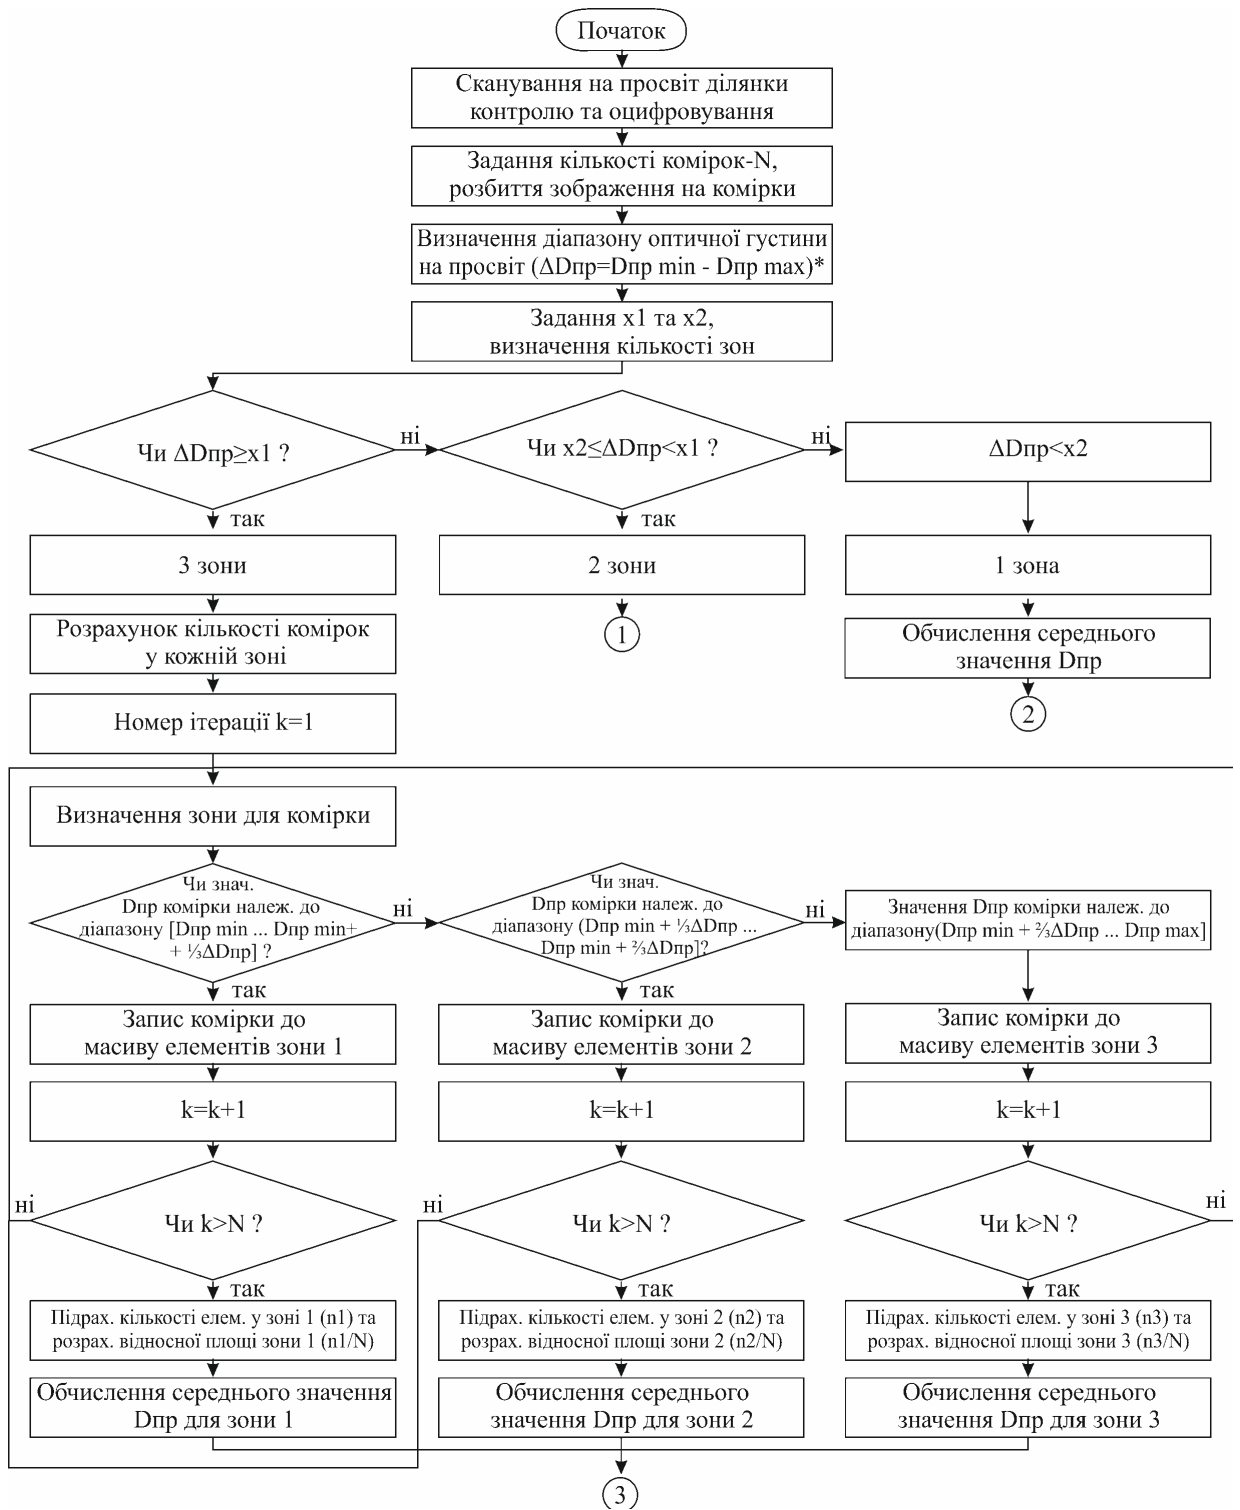 Початок
Сканування на просвіт ділянки
контролю та оцифровування
Задання кількості комірок-N,
розбиття зображення на комірки
Визначення діапазону оптичної густини
на просвіт (ΔDпр=Dпр min - Dпр max)*
Задання x1 та x2,
визначення кількості зон
Чи ΔDпр≥x1 ?
ні
Чи x2≤ΔDпр<x1 ?
ні
ΔDпр<x2
так
так
3 зони
2 зони
1 зона
Розрахунок кількості комірок
у кожній зоні
1
Обчислення середнього
значення Dпр
Номер ітерації k=1
2
Визначення зони для комірки
Чи знач.
Dпр комірки належ. до
діапазону [Dпр min ... Dпр min+
+ ⅓ΔDпр] ?
ні
Чи знач.
Dпр комірки належ. до
діапазону (Dпр min + ⅓ΔDпр ...
Dпр min + ⅔ΔDпр]?
ні
Значення Dпр комірки належ. до
діапазону(Dпр min + ⅔ΔDпр ... Dпр max]
так
так
Запис комірки до
масиву елементів зони 1
Запис комірки до
масиву елементів зони 2
Запис комірки до
масиву елементів зони 3
k=k+1
k=k+1
k=k+1
ні
Чи k>N ?
ні
Чи k>N ?
Чи k>N ?
ні
так
так
так
Підрах. кількості елем. у зоні 1 (n1) та
розрах. відносної площі зони 1 (n1/N)
Підрах. кількості елем. у зоні 2 (n2) та
розрах. відносної площі зони 2 (n2/N)
Підрах. кількості елем. у зоні 3 (n3) та
розрах. відносної площі зони 3 (n3/N)
Обчислення середнього значення
Dпр для зони 1
Обчислення середнього
значення Dпр для зони 2
Обчислення середнього
значення Dпр для зони 3
3